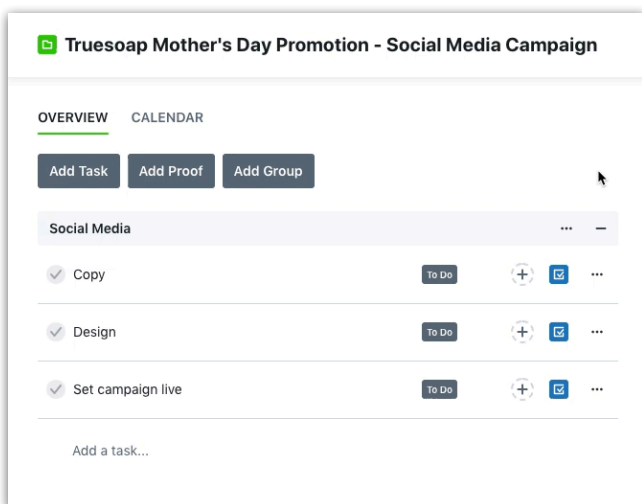 Truesoap Mother's Day Promotion - Social Media Campaign
OVERVIEW CALENDAR
Add Task Add Proof Add Group
Social Media
Copy To Do
Design To Do
Set campaign live To Do
Add a task...